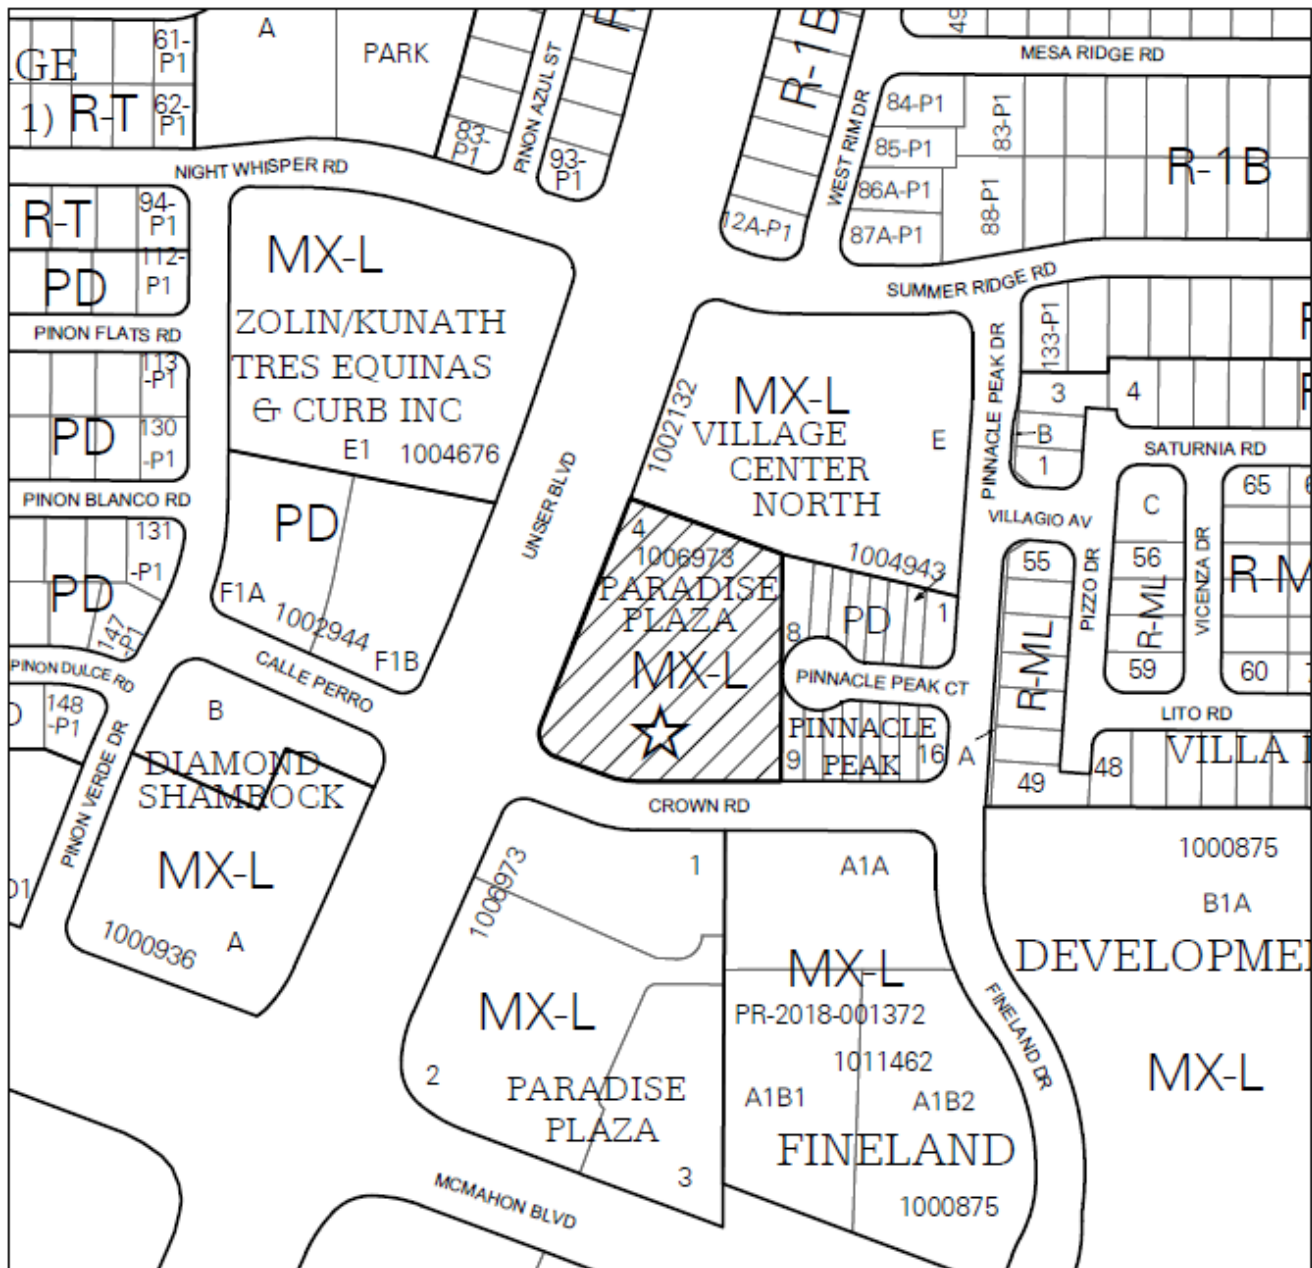 61-
P1
A
PARK
PINON AZUL ST
R-1B
49
MESA RIDGE RD
1) R-T
62-
P1
83-
P1
93-
P1
WEST RIM DR
84-P1
85-P1
86A-P1
87A-P1
83-P1
88-P1
R-1B
NIGHT WHISPER RD
12A-P1
R-T
94-
P1
PD
112-
P1
MX-L
SUMMER RIDGE RD
PINON FLATS RD
ZOLIN/KUNATH
TRES EQUINAS
& CURB INC
E1
1004676
113
-P1
PD
130
-P1
UNSER BLVD
1002132
MX-L
VILLAGE
CENTER
NORTH
E
PINNACLE PEAK DR
133-P1
3
4
B
1
SATURNIA RD
PINON BLANCO RD
131
-P1
PD
147
-P1
PD
F1A
1002944
F1B
4
1006973
PARADISE
PLAZA
MX-L
1004943
PD
8
1
VILLAGIO AV
C
65
55
PIZZO DR
56
R-ML
59
VICENZA DR
R-M
60
R-ML
PINON DULCE RD
CALLE PERRO
PINNACLE PEAK CT
148
-P1
PINON VERDE DR
B
DIAMOND
SHAMROCK
MX-L
1000936
A
PINNACLE
PEAK
9
16
A
LITO RD
VILLA
49
48
CROWN RD
1
1006973
A1A
1000875
B1A
DEVELOPME
MX-L
MX-L
PR-2018-001372
1011462
A1B1
A1B2
FINELAND
1000875
FINELAND DR
MX-L
2
PARADISE
PLAZA
3
MCMAHON BLVD